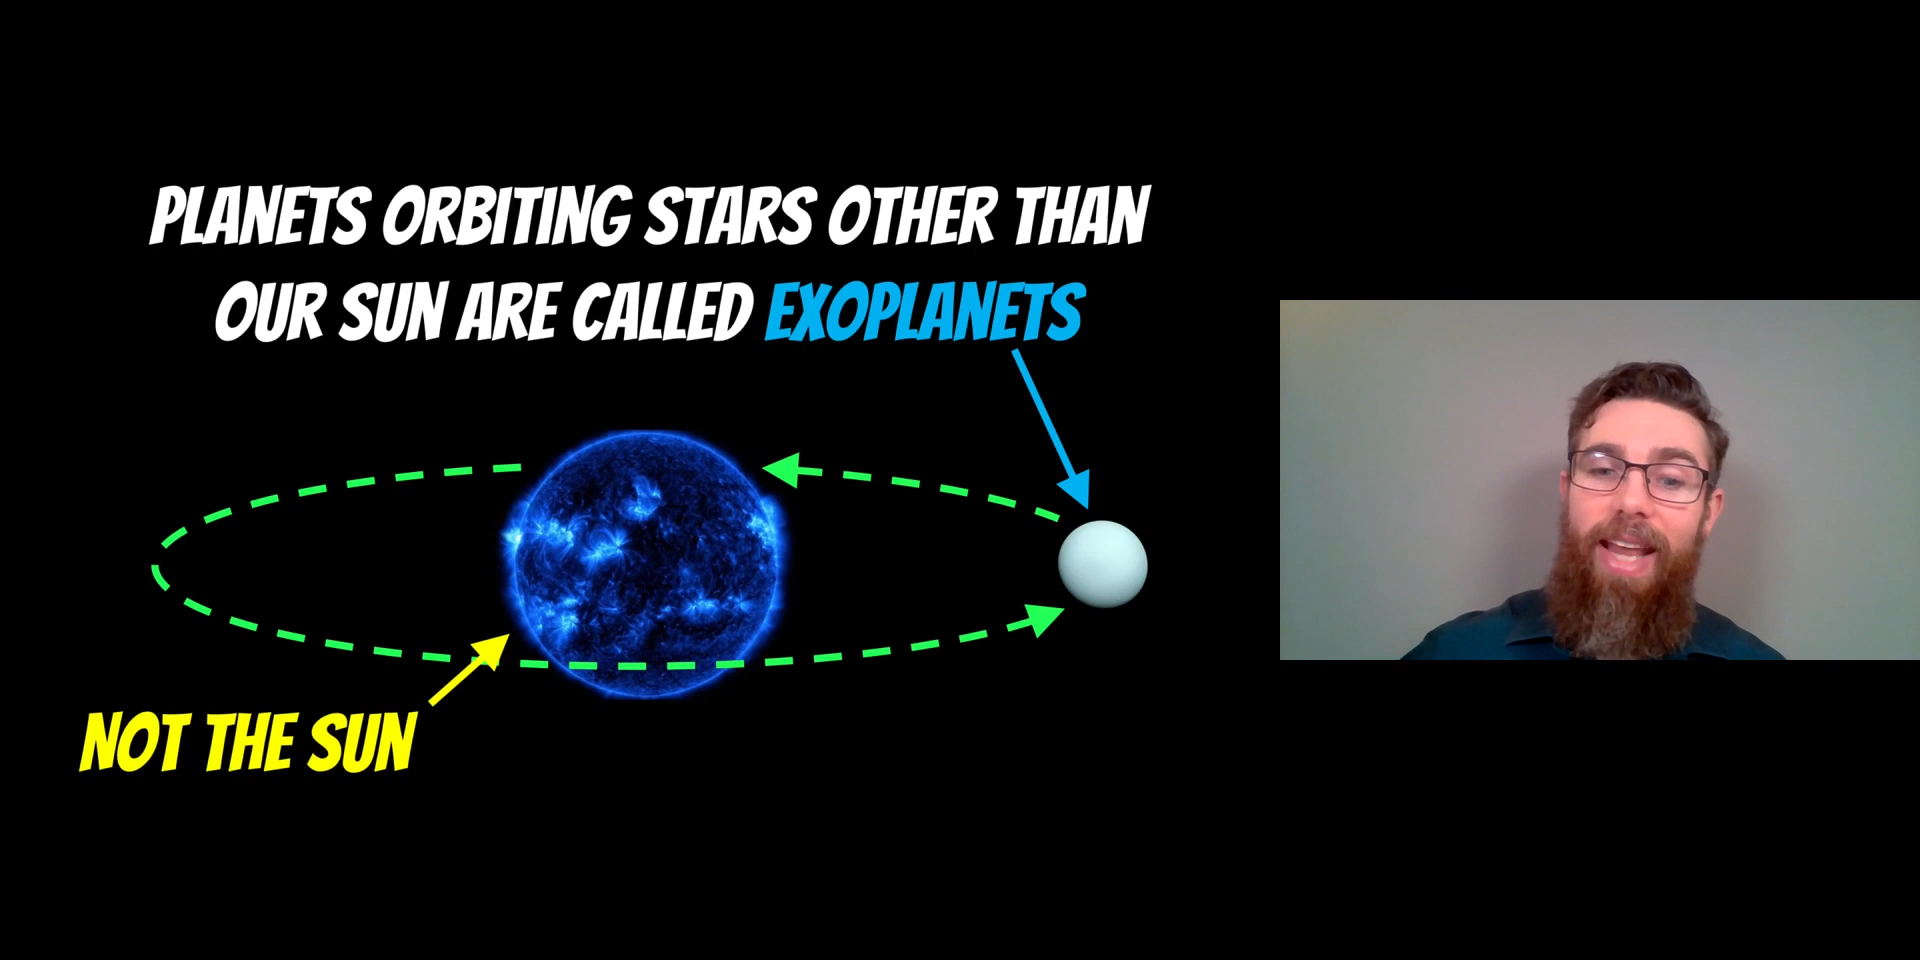 PLANETS ORBITING STARS OTHER THAN
OUR SUN ARE CALLED EXOPLANETS
NOT THE SUN